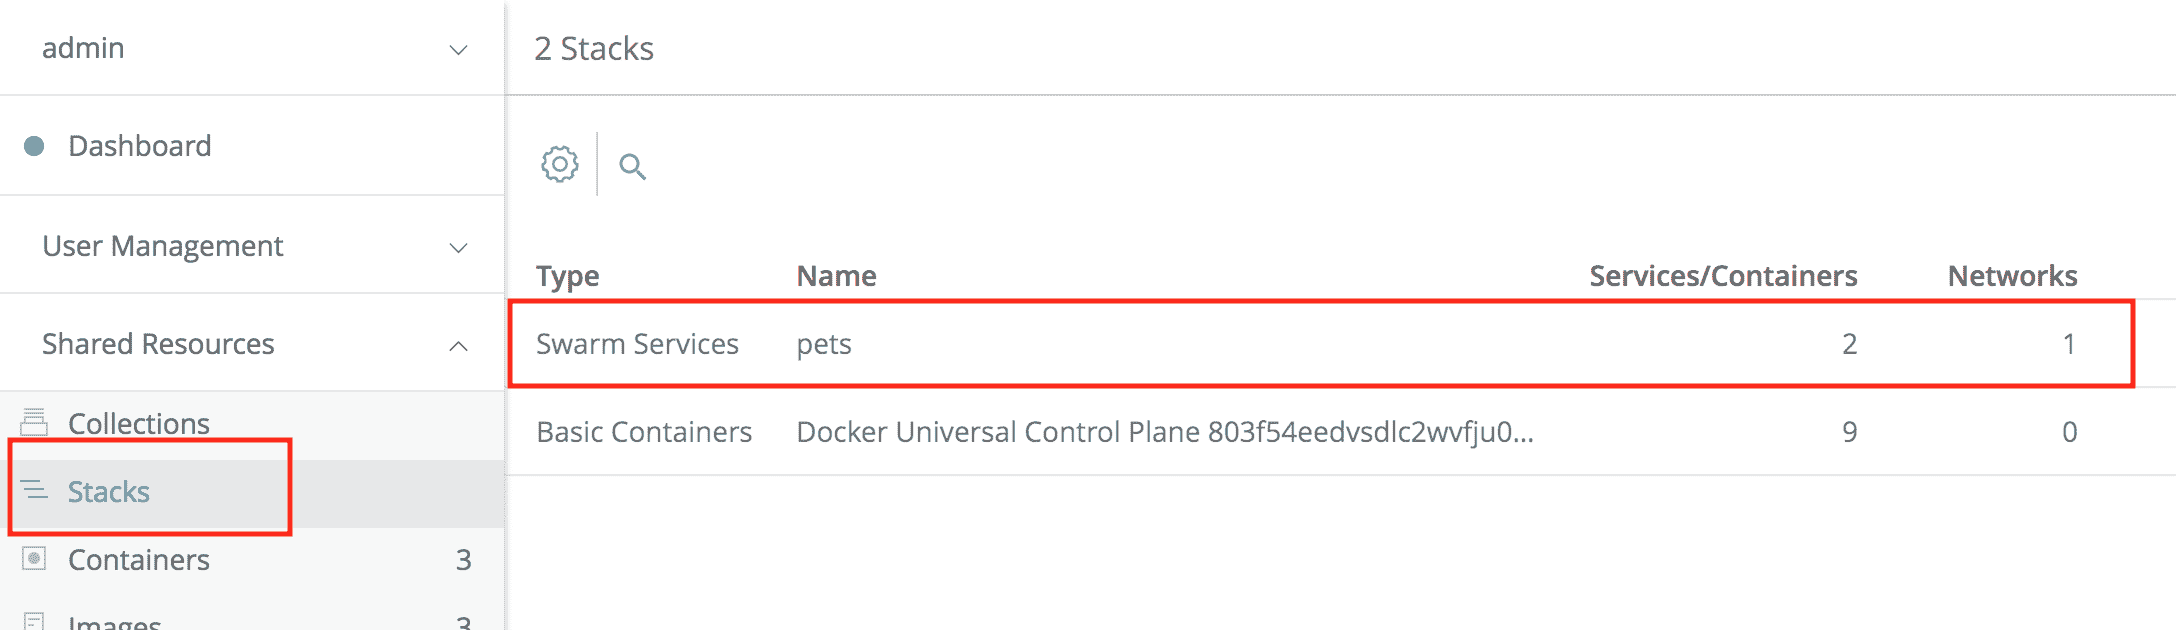 admin
Dashboard
User Management
Shared Resources
Collections
Stacks
Containers 3
Images 3
2 Stacks
Type Name Services/Containers Networks
Swarm Services pets 2 1
Basic Containers Docker Universal Control Plane 803f54eedvsdlc2wvfju0... 9 0